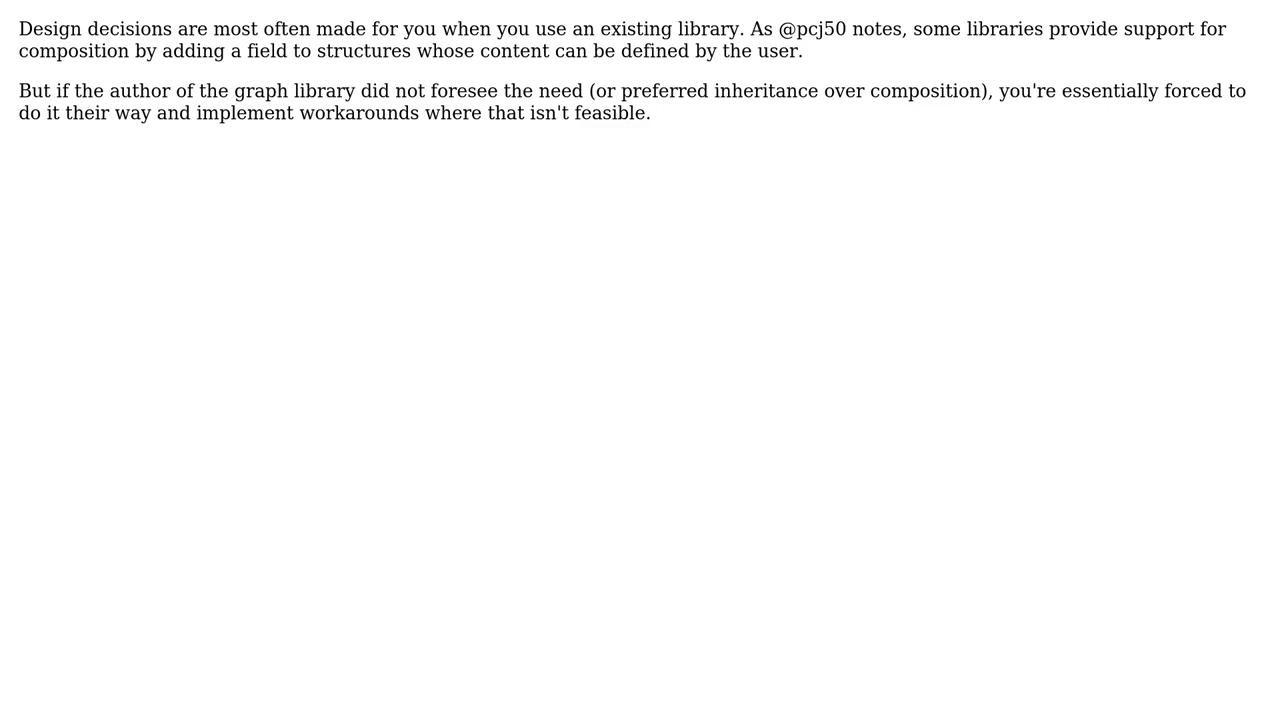 Design decisions are most often made for you when you use an existing library. As @pcj50 notes, some libraries provide support for
composition by adding a field to structures whose content can be defined by the user.
But if the author of the graph library did not foresee the need (or preferred inheritance over composition), you're essentially forced to
do it their way and implement workarounds where that isn't feasible.